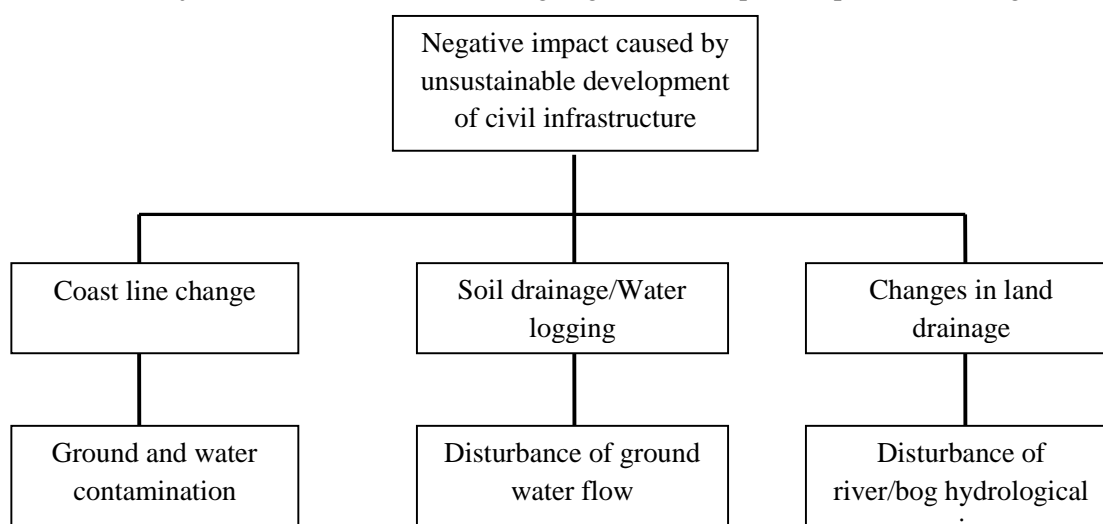 Negative impact caused by
unsustainable development
of civil infrastructure
Coast line change
Soil drainage/Water
logging
Changes in land
drainage
Ground and water
contamination
Disturbance of ground
water flow
Disturbance of
river/bog hydrological